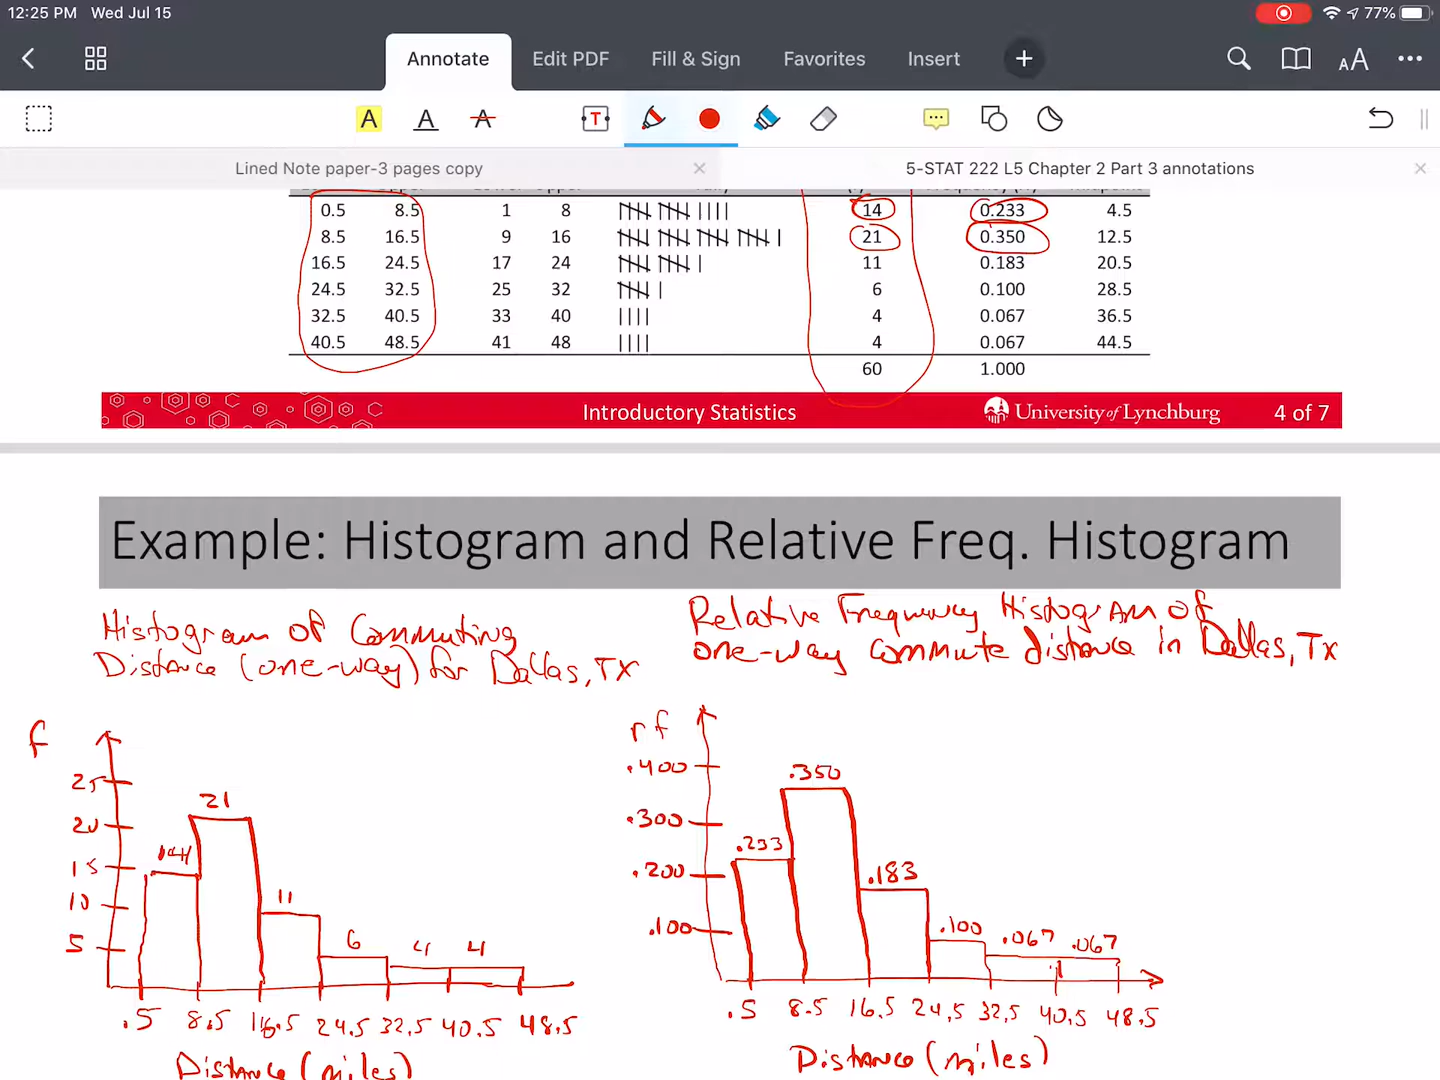 12:25 PM Wed Jul 15 77%
Annotate Edit PDF Fill & Sign Favorites Insert
A A A T AA
Lined Note paper-3 pages copy 5-STAT 222 L5 Chapter 2 Part 3 annotations
0.5 8.5 1 8 14 0.233 4.5
8.5 16.5 9 16 21 0.350 12.5
16.5 24.5 17 24 11 0.183 20.5
24.5 32.5 25 32 6 0.100 28.5
32.5 40.5 33 40 4 0.067 36.5
40.5 48.5 41 48 4 0.067 44.5
60 1.000
Introductory Statistics University of Lynchburg 4 of 7
Example: Histogram and Relative Freq. Histogram
Histogram of Commuting
Distance (one-way) for Dallas, TX
Relative Frequency Histogram of
one-way commute distance in Dallas, Tx
f
25
20
15
10
5
14 21 11 6 4 4
.5 8.5 16.5 24.5 32.5 40.5 48.5
Distance (miles)
rf
.400
.300
.200
.100
.233 .350 .183 .100 .067 .067
.5 8.5 16.5 24.5 32.5 40.5 48.5
Distance (miles)